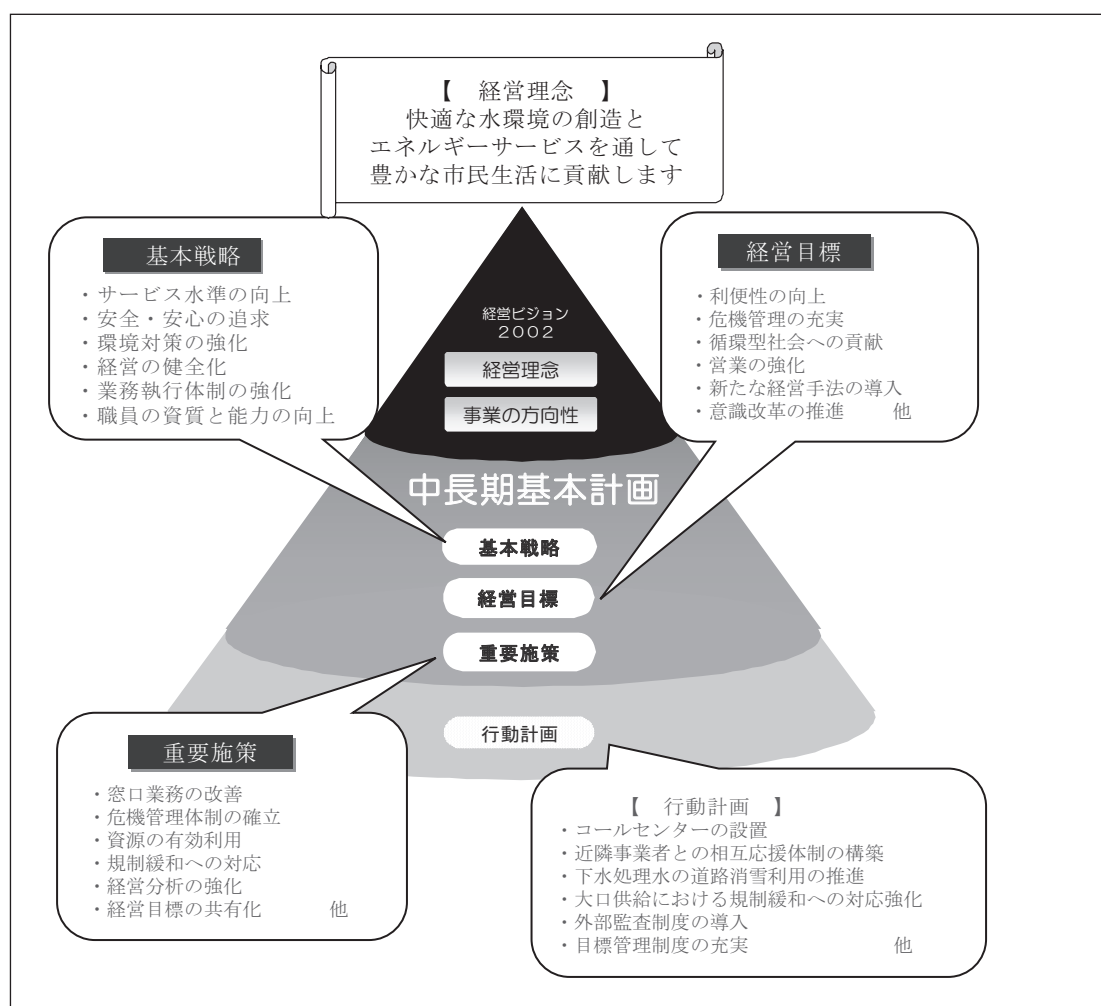 【 経営理念 】
快適な水環境の創造と
エネルギーサービスを通して
豊かな市民生活に貢献します
基本戦略
・サービス水準の向上
・安全・安心の追求
・環境対策の強化
・経営の健全化
・業務執行体制の強化
・職員の資質と能力の向上
経営目標
・利便性の向上
・危機管理の充実
・循環型社会への貢献
・営業の強化
・新たな経営手法の導入
・意識改革の推進 他
経営ビジョン
2002
経営理念
事業の方向性
中長期基本計画
基本戦略
経営目標
重要施策
行動計画
重要施策
・窓口業務の改善
・危機管理体制の確立
・資源の有効利用
・規制緩和への対応
・経営分析の強化
・経営目標の共有化 他
【 行動計画 】
・コールセンターの設置
・近隣事業者との相互応援体制の構築
・下水処理水の道路消雪利用の推進
・大口供給における規制緩和への対応強化
・外部監査制度の導入
・目標管理制度の充実 他